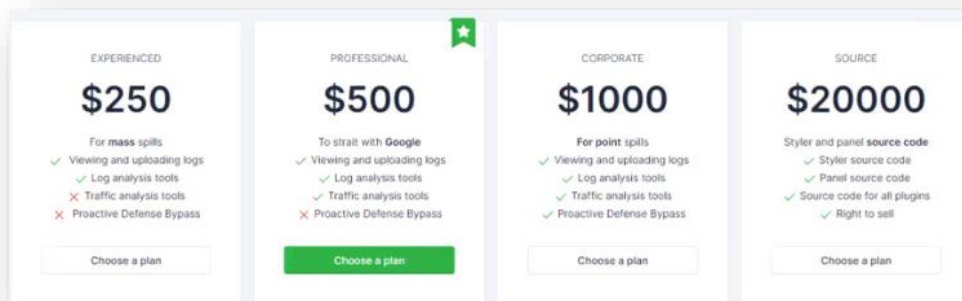 EXPERIENCED
$250
For mass spills
Viewing and uploading logs
Log analysis tools
Traffic analysis tools
Proactive Defense Bypass
Choose a plan
PROFESSIONAL
$500
To strait with Google
Viewing and uploading logs
Log analysis tools
Traffic analysis tools
Proactive Defense Bypass
Choose a plan
CORPORATE
$1000
For point spills
Viewing and uploading logs
Log analysis tools
Traffic analysis tools
Proactive Defense Bypass
Choose a plan
SOURCE
$20000
Styler and panel source code
Styler source code
Panel source code
Source code for all plugins
Right to sell
Choose a plan